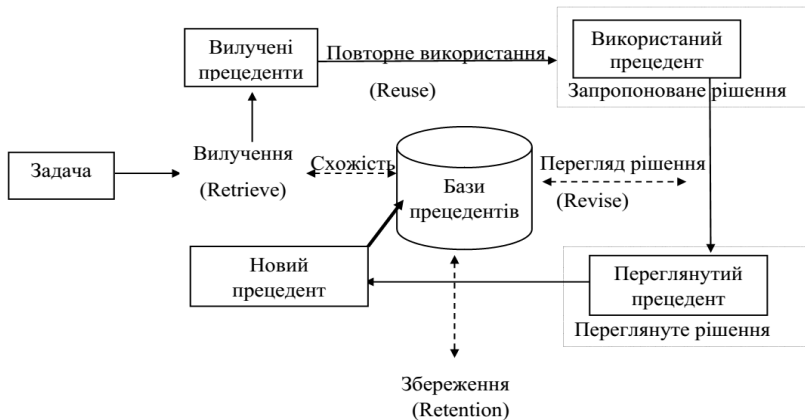 Вилучені
прецеденти
Повторне використання
(Reuse)
Використаний
прецедент
Запропоноване рішення
Задача
Вилучення
(Retrieve)
Схожість
Бази
прецедентів
Перегляд рішення
(Revise)
Новий
прецедент
Переглянутий
прецедент
Переглянуте рішення
Збереження
(Retention)